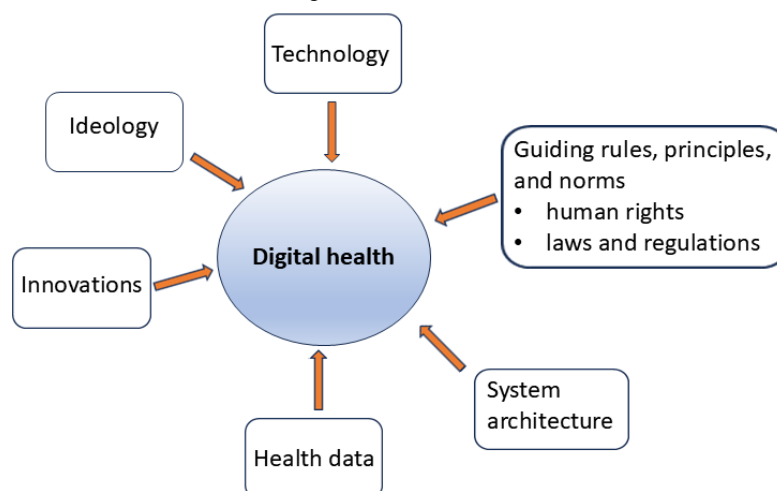 Technology
Ideology
Guiding rules, principles,
and norms
• human rights
• laws and regulations
Digital health
Innovations
System
architecture
Health data